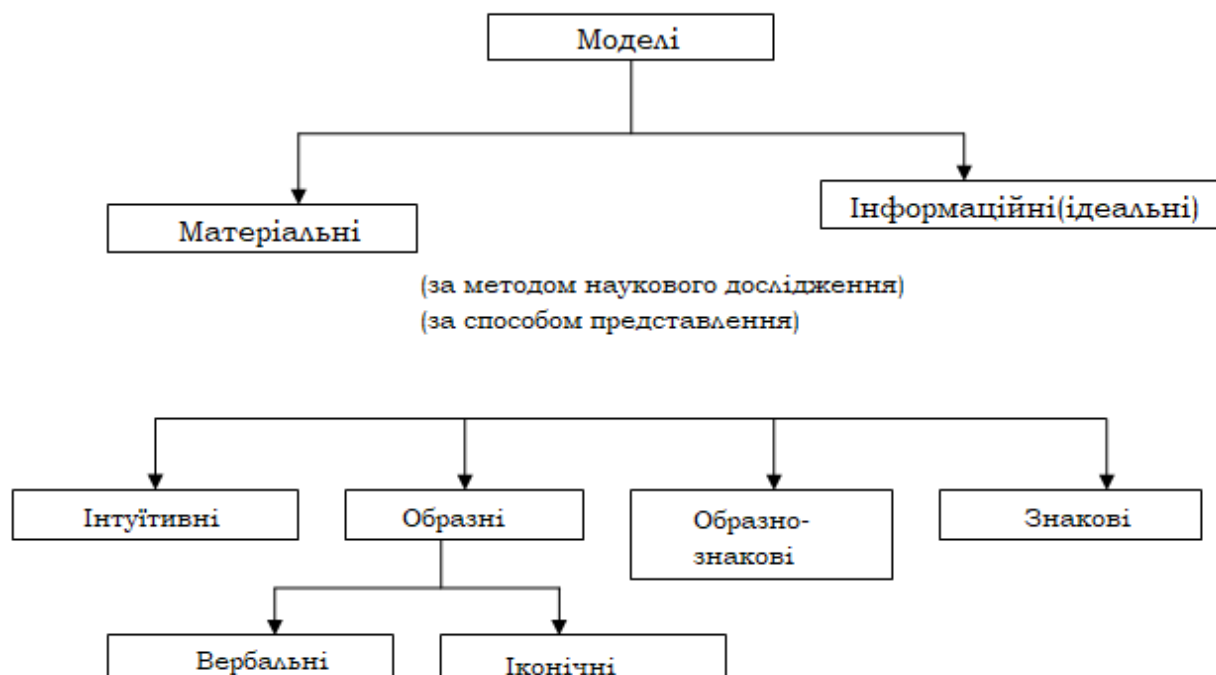 Моделі
Матеріальні
Інформаційні(ідеальні)
(за методом наукового дослідження)
(за способом представлення)
Інтуїтивні
Образні
Образно-
знакові
Знакові
Вербальні
Іконічні